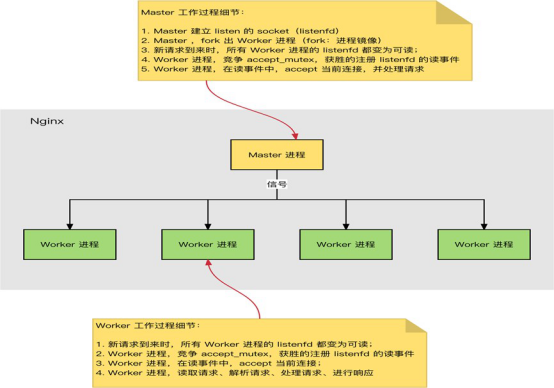 Master 工作过程细节：
1. Master 建立 listen 的 socket（listenfd）
2. Master ，fork 出 Worker 进程（fork：进程镜像）
3. 新请求到来时，所有 Worker 进程的 listenfd 都变为可读；
4. Worker 进程，竞争 accept_mutex，获胜的注册 listenfd 的读事件
5. Worker 进程，在读事件中，accept 当前连接，并处理请求
Nginx
Master 进程
信号
Worker 进程
Worker 进程
Worker 进程
Worker 进程
Worker 工作过程细节：
1. 新请求到来时，所有 Worker 进程的 listenfd 都变为可读；
2. Worker 进程，竞争 accept_mutex，获胜的注册 listenfd 的读事件
3. Worker 进程，在读事件中，accept 当前连接；
4. Worker 进程，读取请求、解析请求、处理请求、进行响应